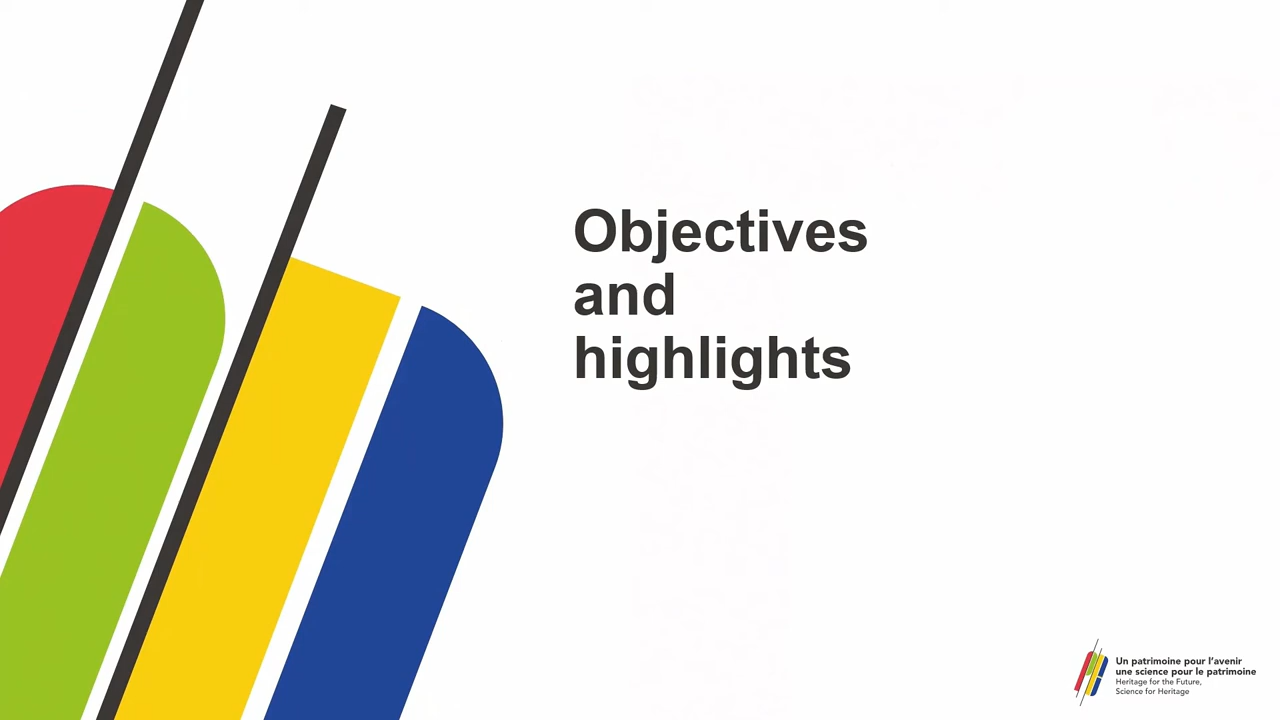 Objectives
and
highlights
Un patrimoine pour l'avenir
une science pour le patrimoine
Heritage for the Future,
Science for Heritage